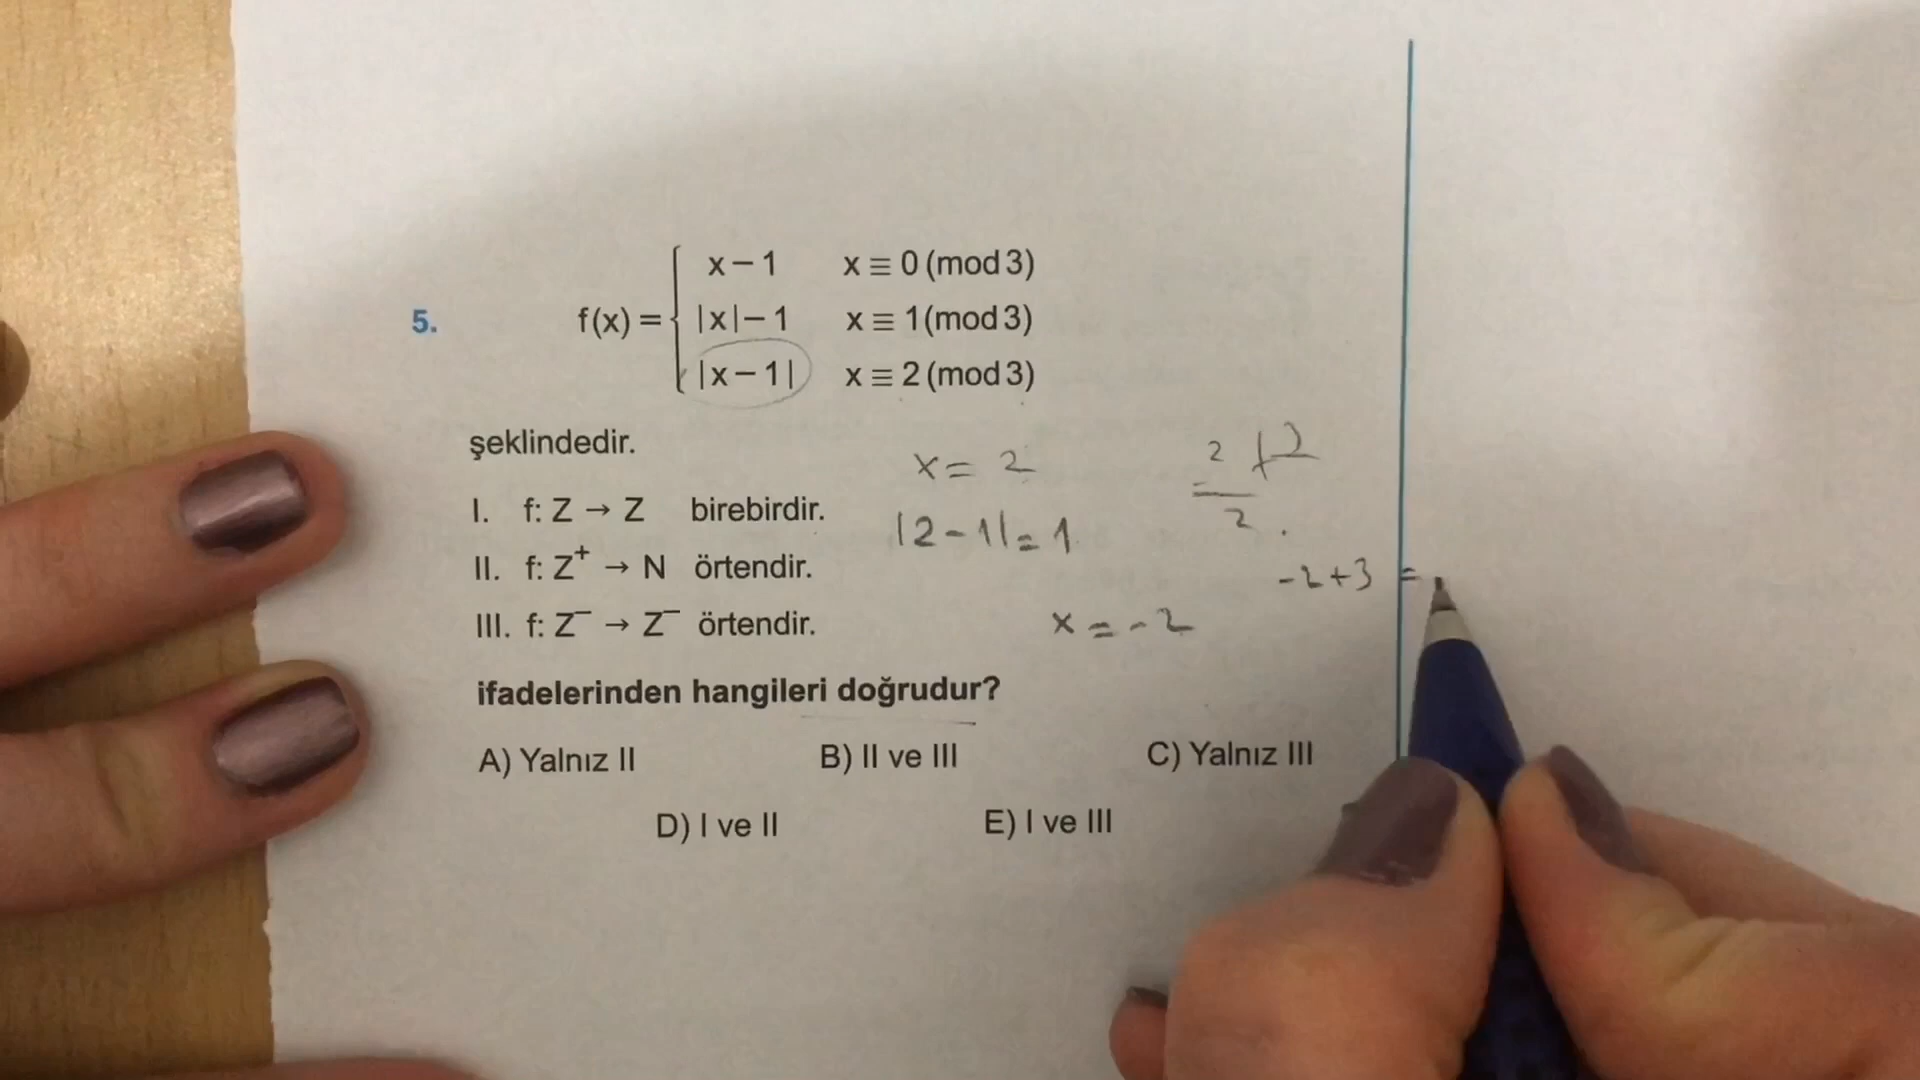 5.
f(x) = { x − 1 x ≡ 0 (mod 3)
|x| − 1 x ≡ 1 (mod 3)
|x − 1| x ≡ 2 (mod 3)
şeklindedir.
x = 2
|2 - 1| = 1
I. f: Z → Z birebirdir.
II. f: Z⁺ → N örtendir.
III. f: Z⁻ → Z⁻ örtendir.
-2+3 =
x = -2
ifadelerinden hangileri doğrudur?
A) Yalnız II B) II ve III C) Yalnız III
D) I ve II E) I ve III